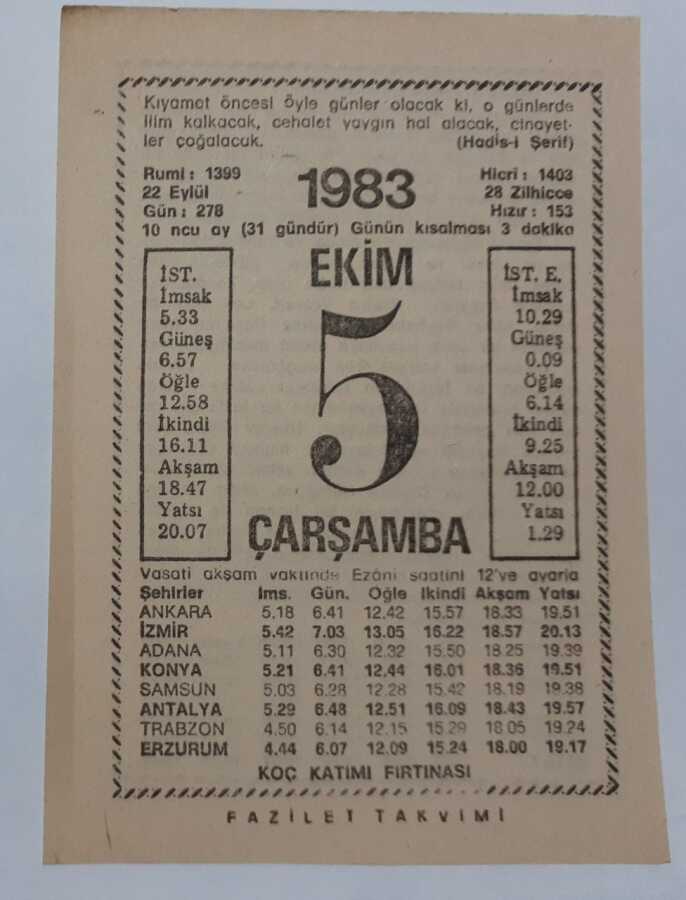 Kıyamet öncesi öyle günler olacak ki, o günlerde
ilim kalkacak, cehalet yaygın hal alacak, cinayet-
ler çoğalacak. (Hadis-i Şerif)
Rumi : 1399 1983 Hicri : 1403
22 Eylül 28 Zilhicce
Gün : 278 Hızır : 153
10 ncu ay (31 gündür) Günün kısalması 3 dakika
EKİM
5
ÇARŞAMBA
İST.
İmsak
5.33
Güneş
6.57
Öğle
12.58
İkindi
16.11
Akşam
18.47
Yatsı
20.07
İST. E.
İmsak
10.29
Güneş
0.09
Öğle
6.14
İkindi
9.25
Akşam
12.00
Yatsı
1.29
Vasati akşam vaktinde Ezâni saatini 12've ayarla
Şehirler İms. Gün. Öğle İkindi Akşam Yatsı
ANKARA 5.18 6.41 12.42 15.57 18.33 19.51
İZMİR 5.42 7.03 13.05 16.22 18.57 20.13
ADANA 5.11 6.30 12.32 15.50 18.25 19.39
KONYA 5.21 6.41 12.44 16.01 18.36 19.51
SAMSUN 5.03 6.28 12.28 15.42 18.19 19.38
ANTALYA 5.29 6.48 12.51 16.09 18.43 19.57
TRABZON 4.50 6.14 12.15 15.29 18.05 19.24
ERZURUM 4.44 6.07 12.09 15.24 18.00 19.17
KOÇ KATIMI FIRTINASI
FAZİLET TAKVİMİ